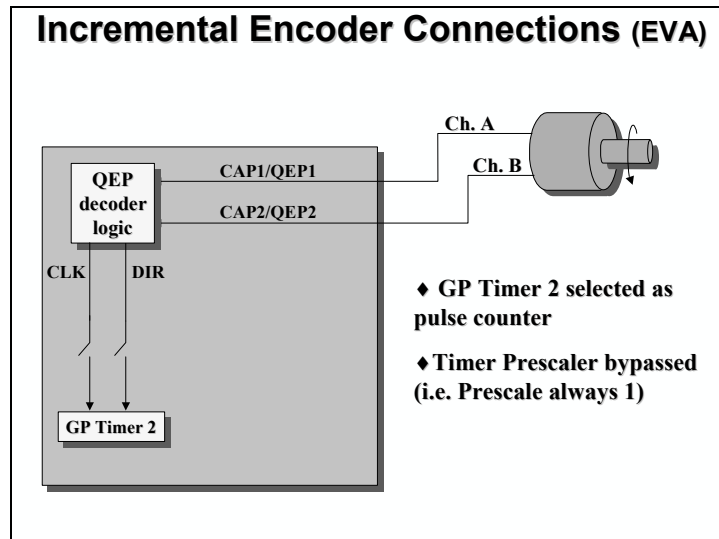 Incremental Encoder Connections (EVA)
Ch. A
QEP
decoder
logic
CAP1/QEP1
Ch. B
CAP2/QEP2
CLK
DIR
♦ GP Timer 2 selected as
pulse counter
♦Timer Prescaler bypassed
(i.e. Prescale always 1)
GP Timer 2